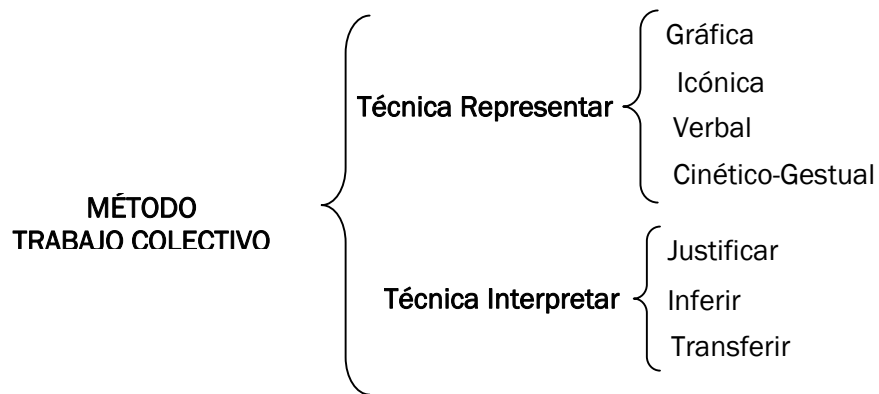 MÉTODO
TRABAJO COLECTIVO
Técnica Representar
Gráfica
Icónica
Verbal
Cinético-Gestual
Técnica Interpretar
Justificar
Inferir
Transferir